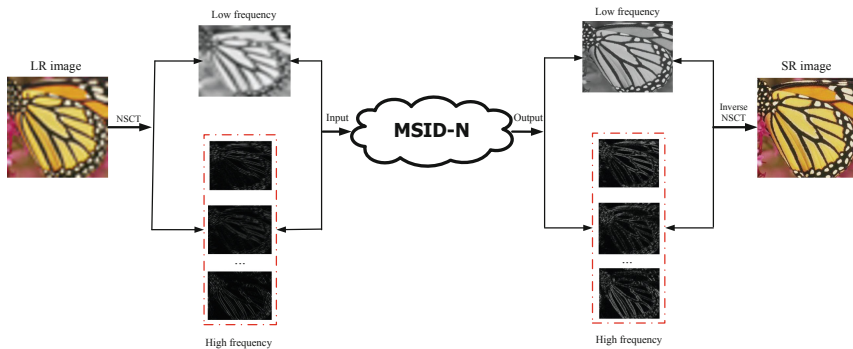 Low frequency
LR image
NSCT
...
High frequency
Input
MSID-N
Output
Low frequency
...
High frequency
Inverse
NSCT
SR image